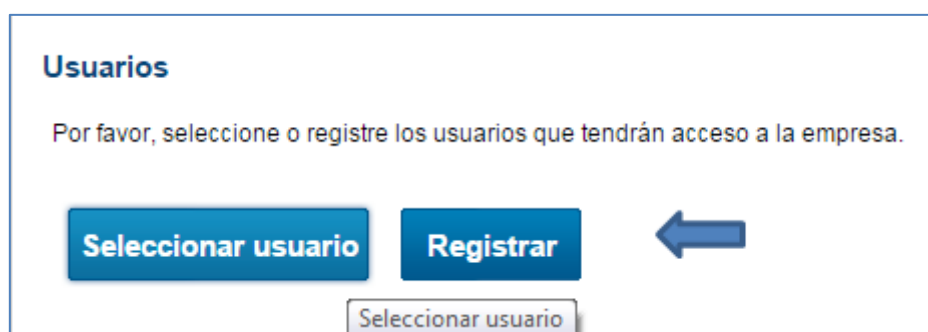 Usuarios
Por favor, seleccione o registre los usuarios que tendrán acceso a la empresa.
Seleccionar usuario Registrar
Seleccionar usuario